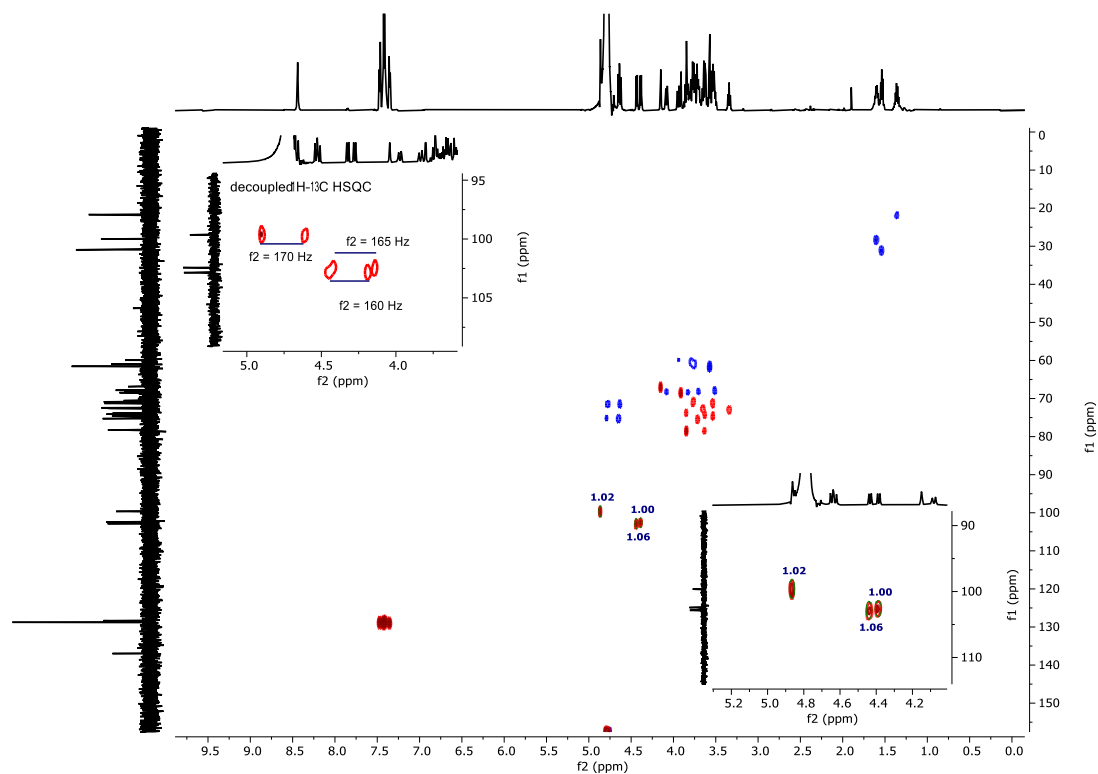 decoupled1H-13C HSQC
f2 = 170 Hz
f2 = 165 Hz
f2 = 160 Hz
5.0 4.5 4.0
f2 (ppm)
95
100
105
f1 (ppm)
1.02
1.00
1.06
1.02
1.00
1.06
5.2 5.0 4.8 4.6 4.4 4.2
f2 (ppm)
90
100
110
f1 (ppm)
0
10
20
30
40
50
60
70
80
90
100
110
120
130
140
150
f1 (ppm)
9.5 9.0 8.5 8.0 7.5 7.0 6.5 6.0 5.5 5.0 4.5 4.0 3.5 3.0 2.5 2.0 1.5 1.0 0.5 0.0
f2 (ppm)